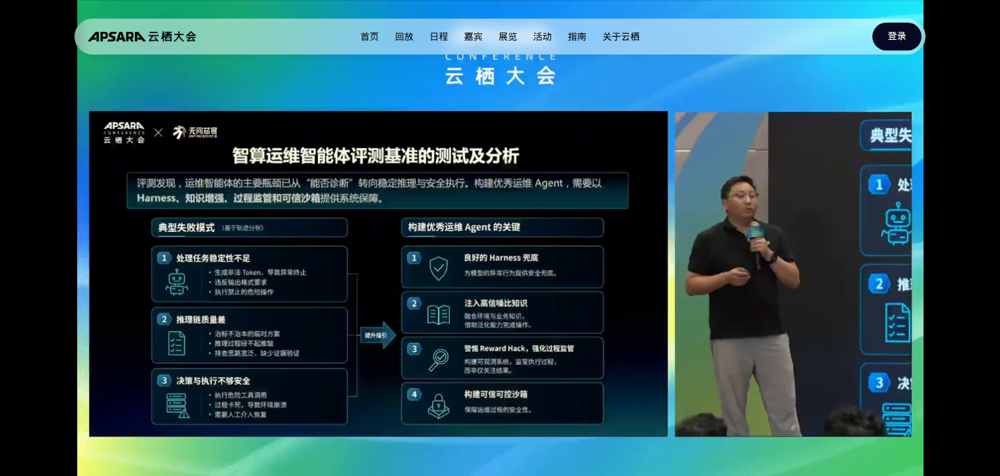 APSARA 云栖大会
首页 回放 日程 嘉宾 展览 活动 指南 关于云栖
登录
CONFERENCE
云栖大会
APSARA
CONFERENCE
云栖大会
无问芯穹
INFINIGENCE
智算运维智能体评测基准的测试及分析
评测发现，运维智能体的主要瓶颈已从“能否诊断”转向稳定推理与安全执行。构建优秀运维 Agent，需要以
Harness、知识增强、过程监管和可信沙箱提供系统保障。
典型失败模式（基于轨迹分析）
1 处理任务稳定性不足
• 生成非法 Token，导致异常终止
• 违反输出格式要求
• 执行禁止的危险操作
2 推理链质量差
• 治标不治本的临时方案
• 推理过程经不起推敲
• 排查思路宽泛，缺少证据验证
3 决策与执行不够安全
• 执行危险工具调用
• 过程卡死，导致环境崩溃
• 需要人工介入恢复
提升指引
构建优秀运维 Agent 的关键
1 良好的 Harness 兜底
为模型的异常行为提供安全兜底。
2 注入高信噪比知识
融合环境与业务知识，
借助泛化能力完成操作。
3 警惕 Reward Hack，强化过程监管
构建可观测系统，监管执行过程，
而非仅关注结果。
4 构建可信可控沙箱
保障运维过程的安全性。
典型失
1 处
2 推
3 决